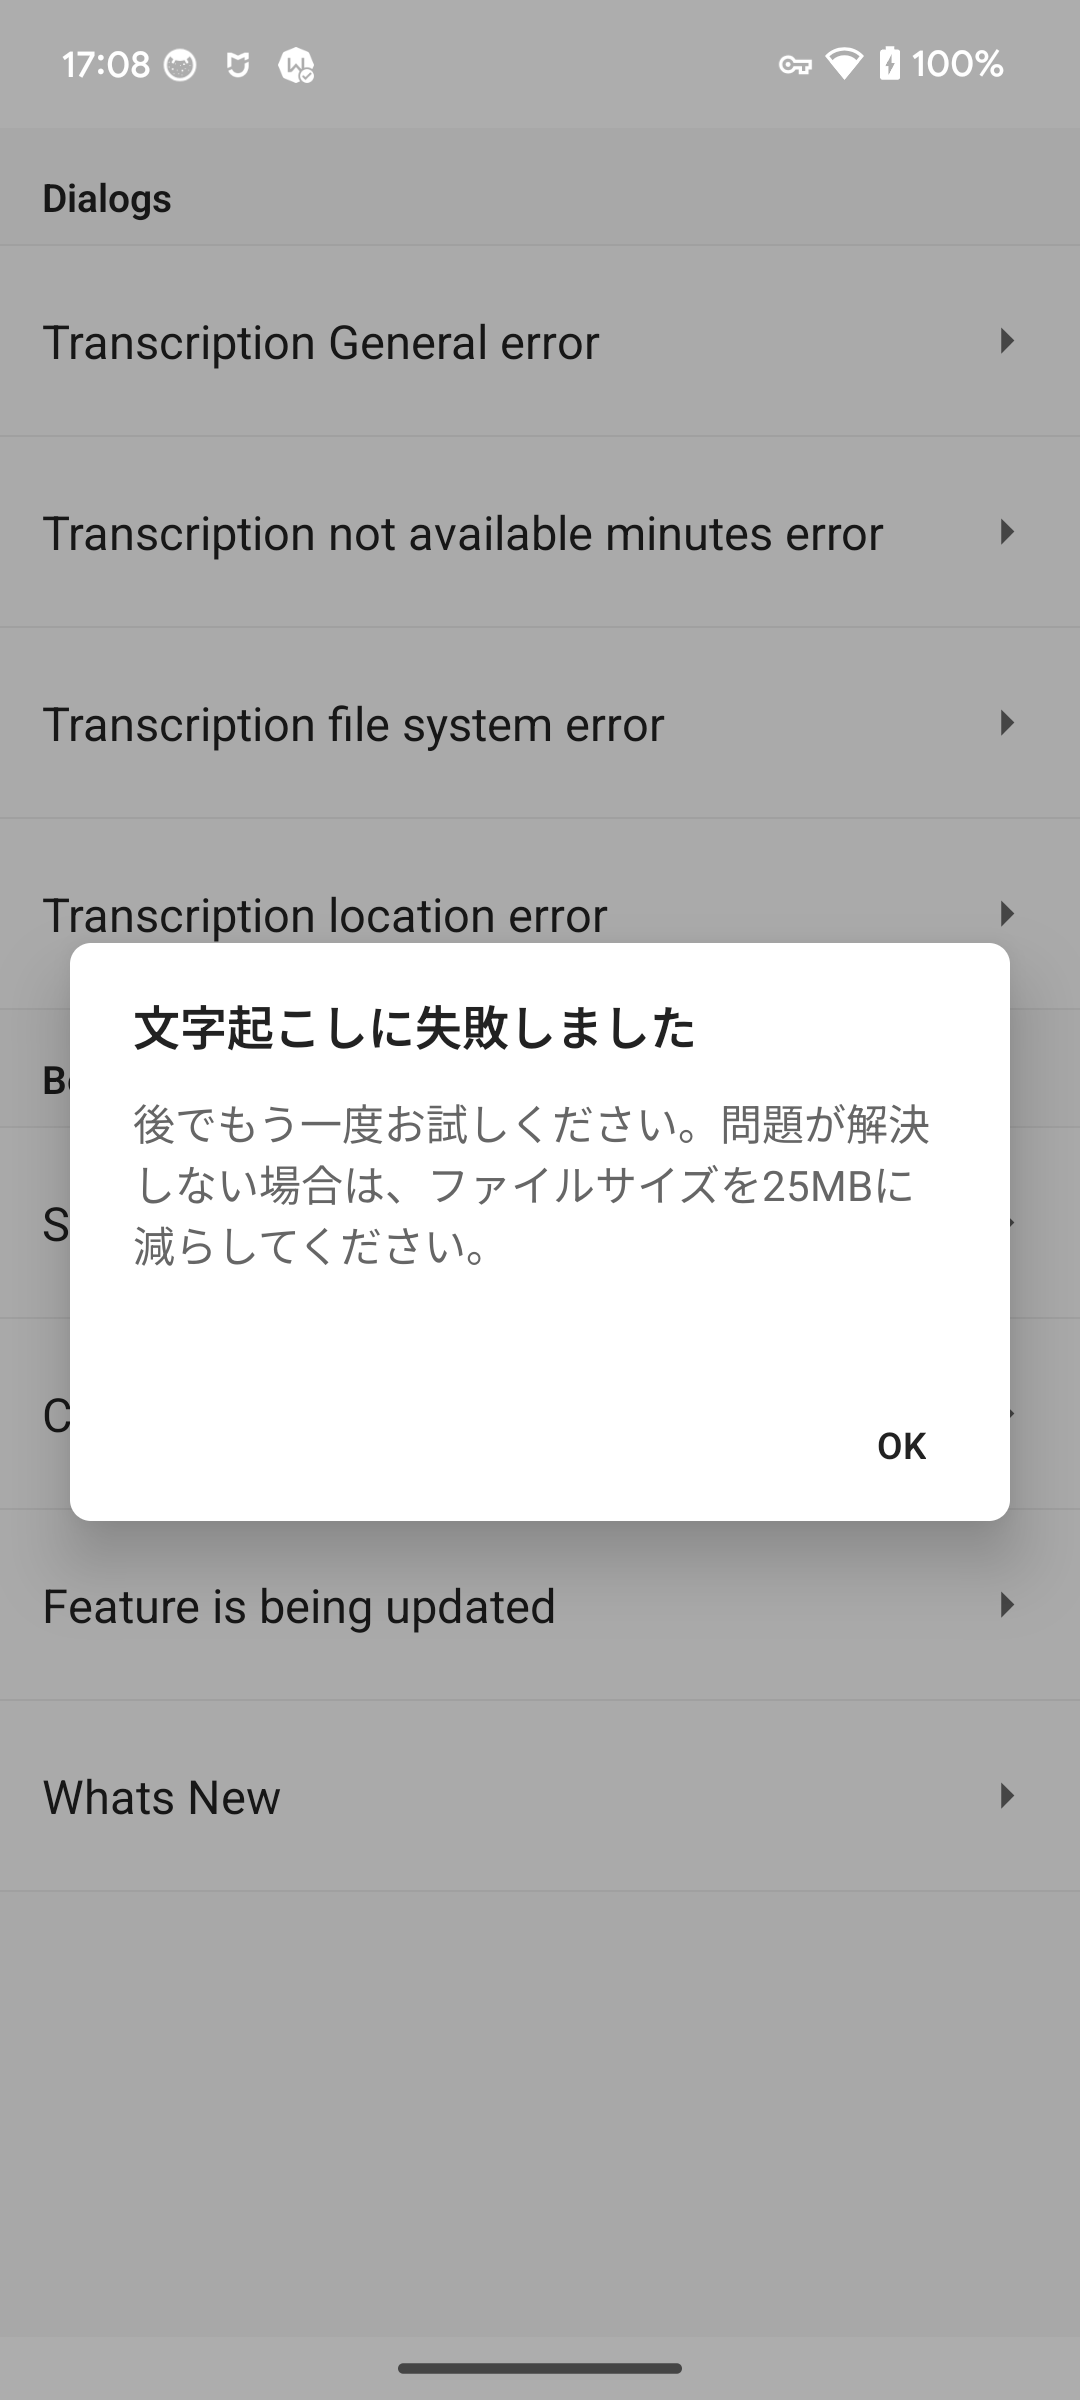 17:08
100%
Dialogs
Transcription General error
Transcription not available minutes error
Transcription file system error
Transcription location error
文字起こしに失敗しました
後でもう一度お試しください。問題が解決
しない場合は、ファイルサイズを25MBに
減らしてください。
OK
Feature is being updated
Whats New